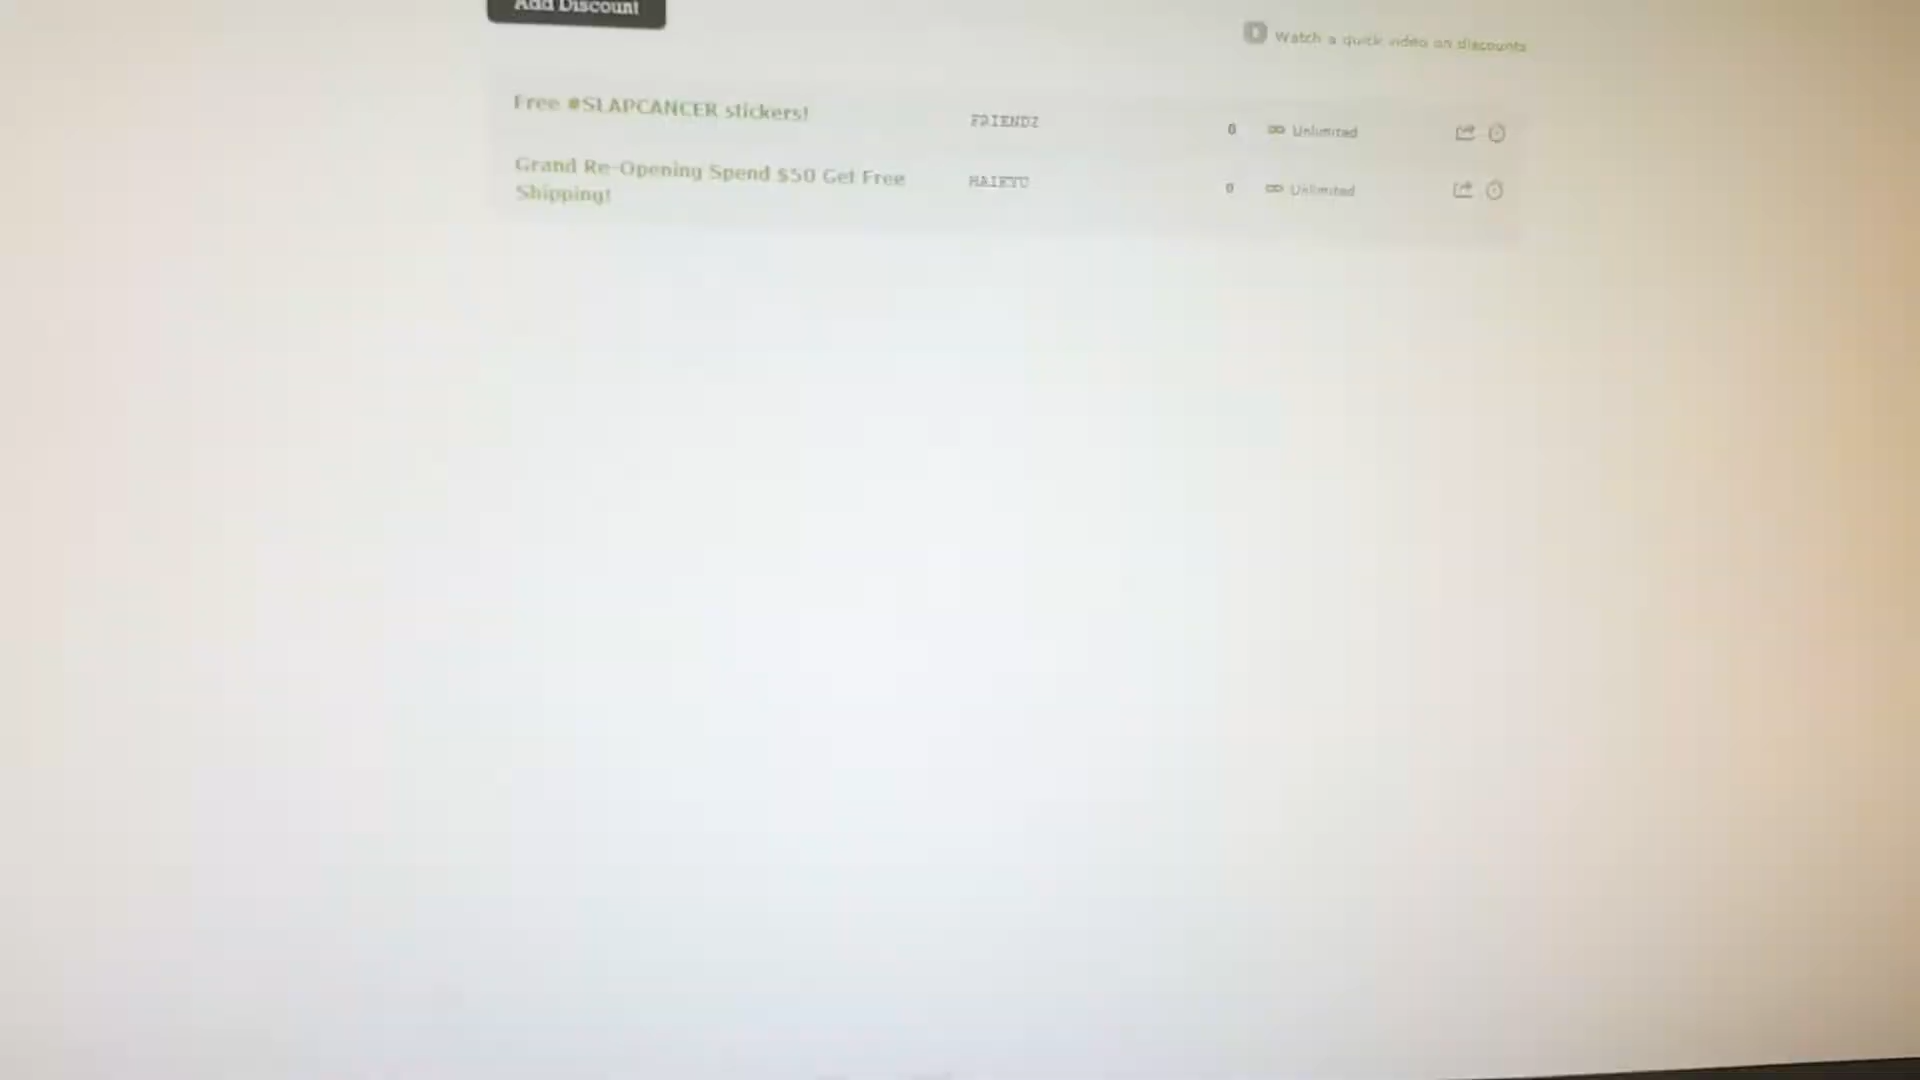 Add Discount
Watch a quick video on discounts
Free #SLAPCANCER stickers!
FRIENDZ
0 Unlimited
Grand Re-Opening Spend $50 Get Free
Shipping!
0 Unlimited